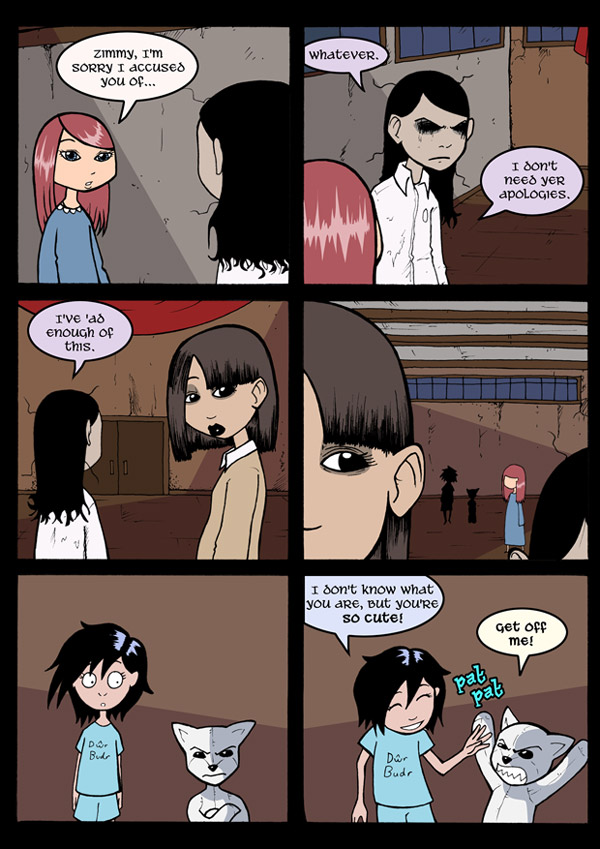 Zimmy, I'm
sorry I accused
you of...
Whatever.
I don't
need yer
apologies.
I've 'ad
enough of
this.
Dŵr
Budr
I don't know what
you are, but you're
so cute!
Get off
me!
pat
pat
Dŵr
Budr